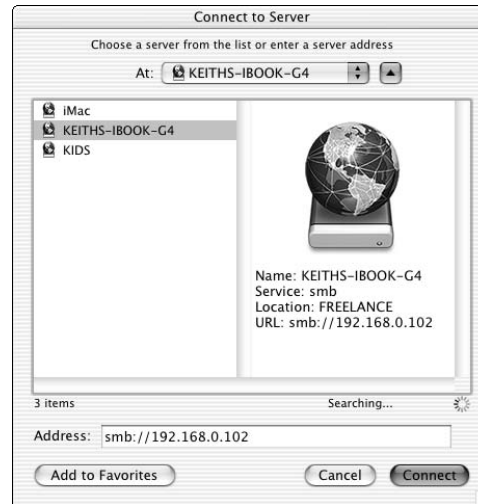 Connect to Server
Choose a server from the list or enter a server address
At: KEITHS-IBOOK-G4
iMac
KEITHS-IBOOK-G4
KIDS
Name: KEITHS-IBOOK-G4
Service: smb
Location: FREELANCE
URL: smb://192.168.0.102
3 items Searching...
Address: smb://192.168.0.102
Add to Favorites Cancel Connect